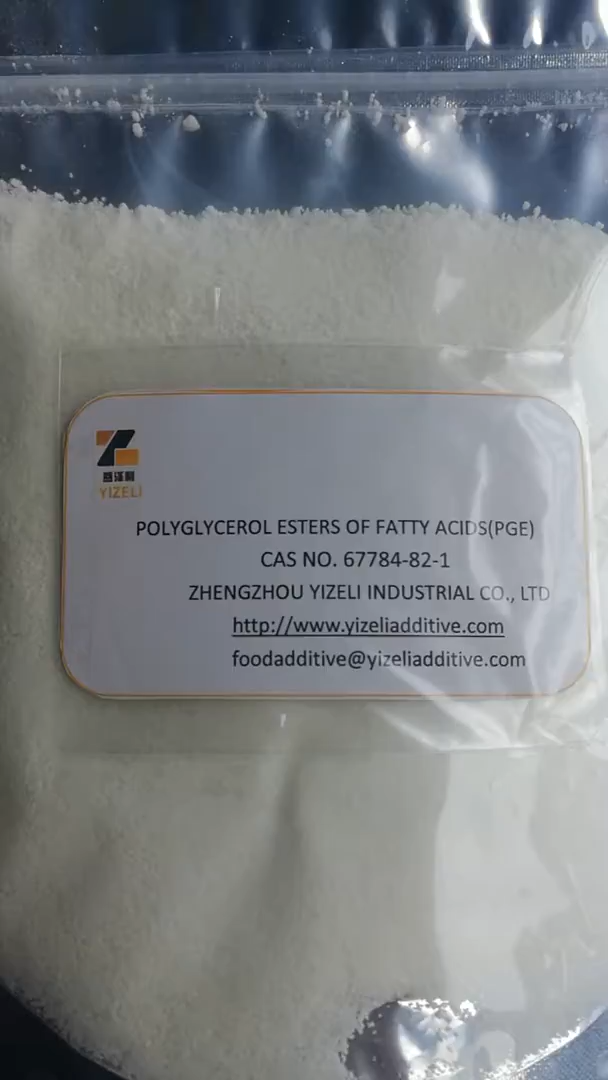 YIZELI
POLYGLYCEROL ESTERS OF FATTY ACIDS(PGE)
CAS NO. 67784-82-1
ZHENGZHOU YIZELI INDUSTRIAL CO., LTD
http://www.yizeliadditive.com
foodadditive@yizeliadditive.com